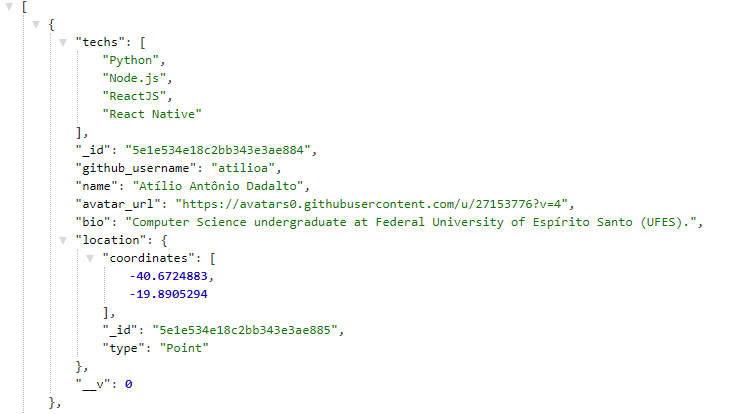 [
{
"techs": [
"Python",
"Node.js",
"ReactJS",
"React Native"
],
"_id": "5e1e534e18c2bb343e3ae884",
"github_username": "atilioa",
"name": "Atílio Antônio Dadalto",
"avatar_url": "https://avatars0.githubusercontent.com/u/27153776?v=4",
"bio": "Computer Science undergraduate at Federal University of Espírito Santo (UFES).",
"location": {
"coordinates": [
-40.6724883,
-19.8905294
],
"_id": "5e1e534e18c2bb343e3ae885",
"type": "Point"
},
"__v": 0
},